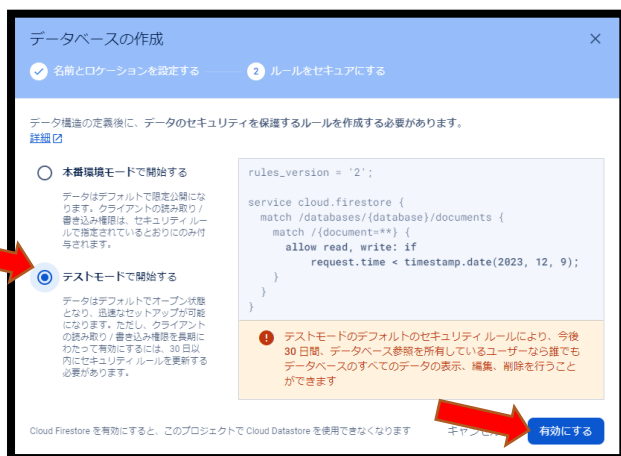 データベースの作成
名前とロケーションを設定する
2 ルールをセキュアにする
データ構造の定義後に、データのセキュリティを保護するルールを作成する必要があります。
詳細
本番環境モードで開始する
データはデフォルトで限定公開にな
ります。クライアントの読み取り /
書き込み権限は、セキュリティ ルー
ルで指定されているとおりにのみ付
与されます。
テストモードで開始する
データはデフォルトでオープン状態
となり、迅速なセットアップが可能
になります。ただし、クライアント
の読み取り / 書き込み権限を長期に
わたって有効にするには、30 日以
内にセキュリティ ルールを更新する
必要があります。
rules_version = '2';
service cloud.firestore {
match /databases/{database}/documents {
match /{document=**} {
allow read, write: if
request.time < timestamp.date(2023, 12, 9);
}
}
}
テストモードのデフォルトのセキュリティ ルールにより、今後
30 日間、データベース参照を所有しているユーザーなら誰でも
データベースのすべてのデータの表示、編集、削除を行うこと
ができます
Cloud Firestore を有効にすると、このプロジェクトで Cloud Datastore を使用できなくなります
有効にする